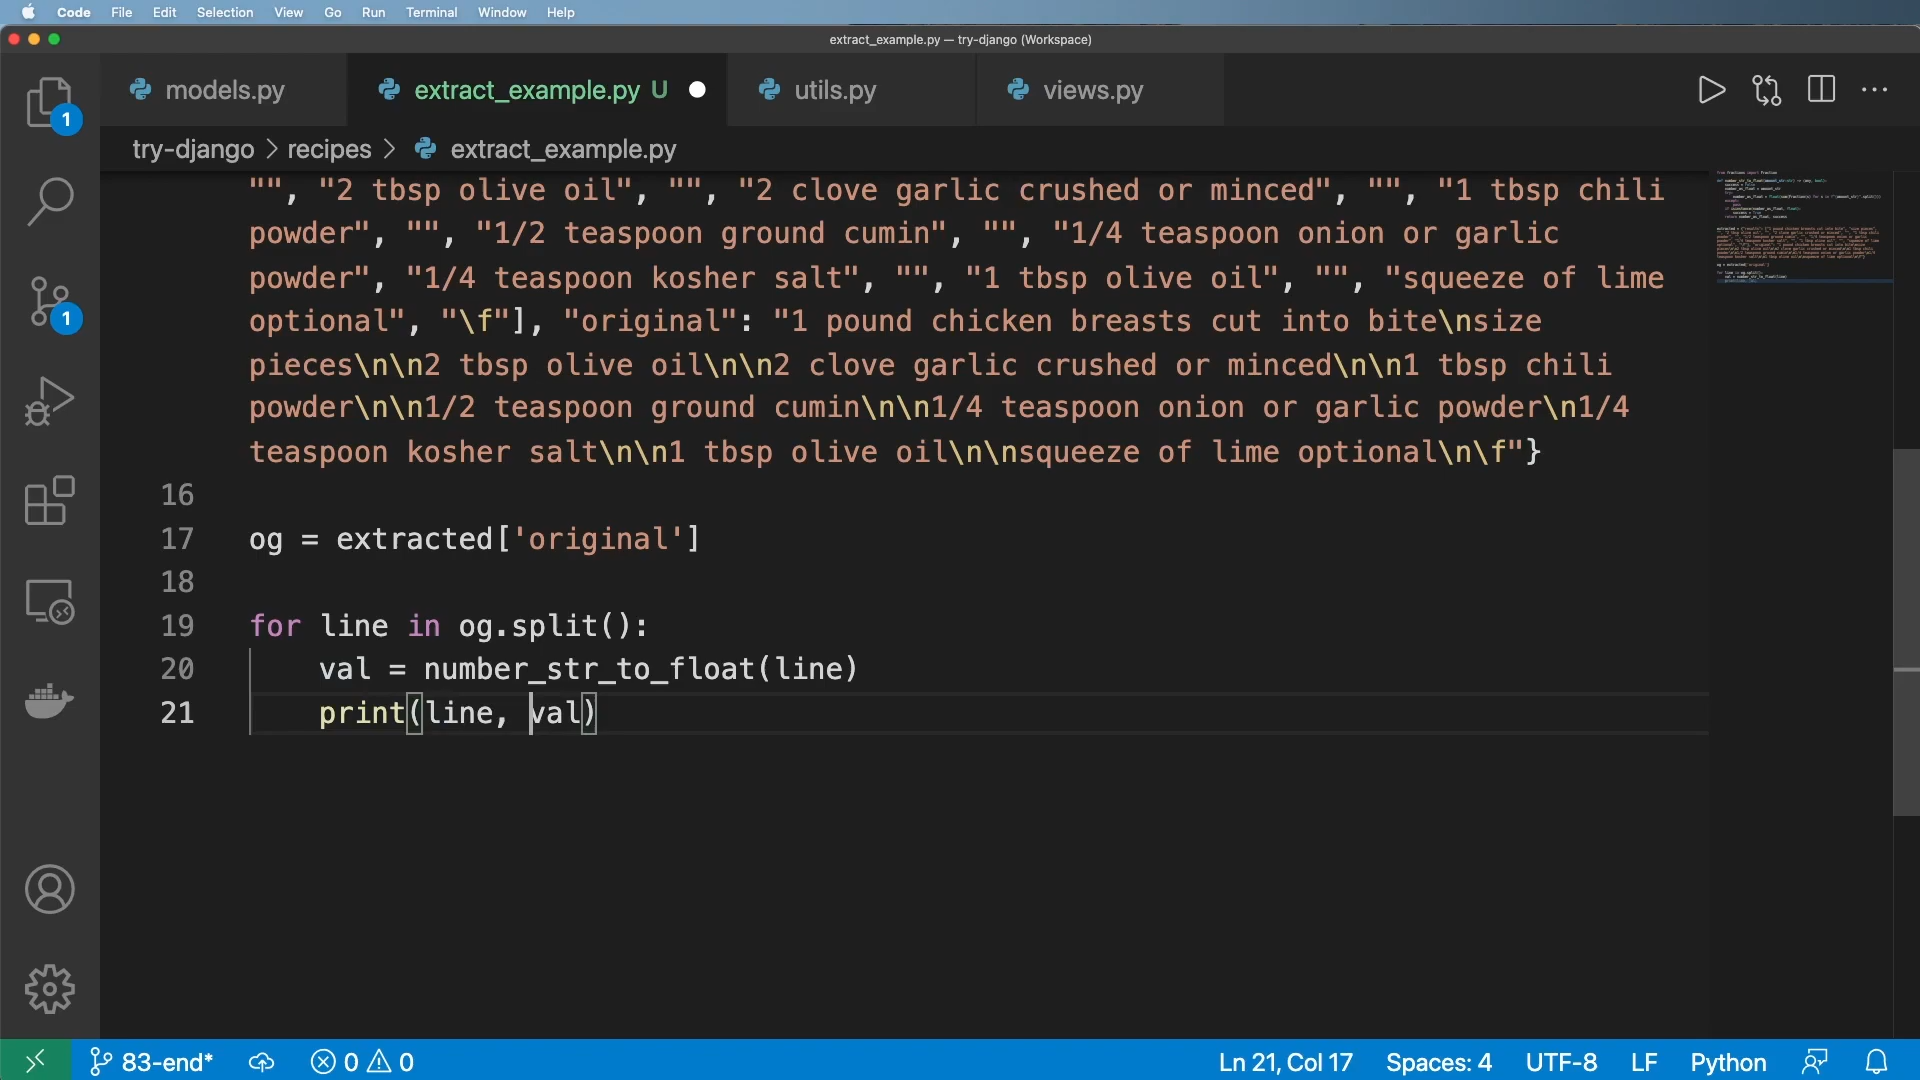 Code File Edit Selection View Go Run Terminal Window Help
extract_example.py — try-django (Workspace)
models.py extract_example.py U utils.py views.py
try-django > recipes > extract_example.py
"", "2 tbsp olive oil", "", "2 clove garlic crushed or minced", "", "1 tbsp chili
powder", "", "1/2 teaspoon ground cumin", "", "1/4 teaspoon onion or garlic
powder", "1/4 teaspoon kosher salt", "", "1 tbsp olive oil", "", "squeeze of lime
optional", "\f"], "original": "1 pound chicken breasts cut into bite\nsize
pieces\n\n2 tbsp olive oil\n\n2 clove garlic crushed or minced\n\n1 tbsp chili
powder\n\n1/2 teaspoon ground cumin\n\n1/4 teaspoon onion or garlic powder\n1/4
teaspoon kosher salt\n\n1 tbsp olive oil\n\nsqueeze of lime optional\n\f"}
16
17 og = extracted['original']
18
19 for line in og.split():
20 val = number_str_to_float(line)
21 print(line, val)
1
1
83-end* 0 0 Ln 21, Col 17 Spaces: 4 UTF-8 LF Python